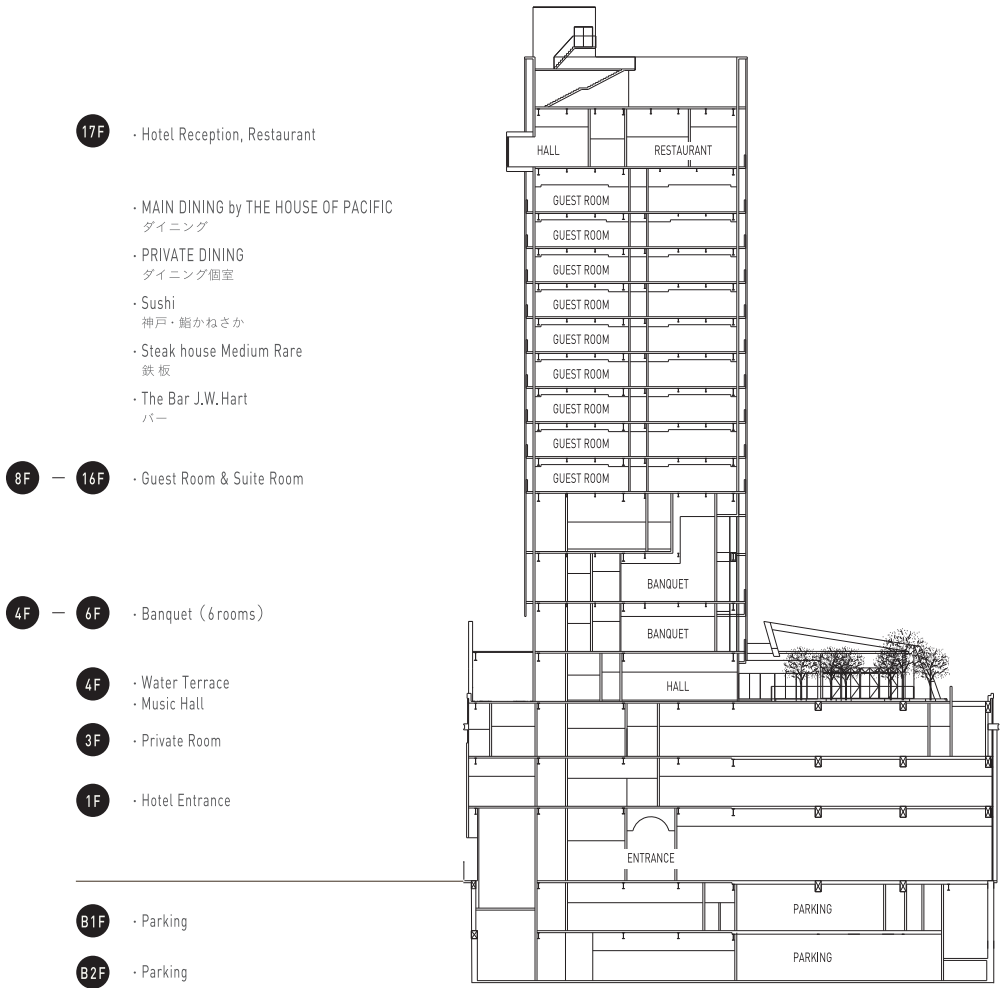 17F
· Hotel Reception, Restaurant
· MAIN DINING by THE HOUSE OF PACIFIC
ダイニング
· PRIVATE DINING
ダイニング個室
· Sushi
神戸・鮨かねさか
· Steak house Medium Rare
鉄板
· The Bar J.W.Hart
バー
8F — 16F · Guest Room & Suite Room
4F — 6F · Banquet (6rooms)
4F · Water Terrace
· Music Hall
3F · Private Room
1F · Hotel Entrance
B1F · Parking
B2F · Parking
HALL RESTAURANT
GUEST ROOM
GUEST ROOM
GUEST ROOM
GUEST ROOM
GUEST ROOM
GUEST ROOM
GUEST ROOM
GUEST ROOM
GUEST ROOM
BANQUET
BANQUET
HALL
ENTRANCE
PARKING
PARKING